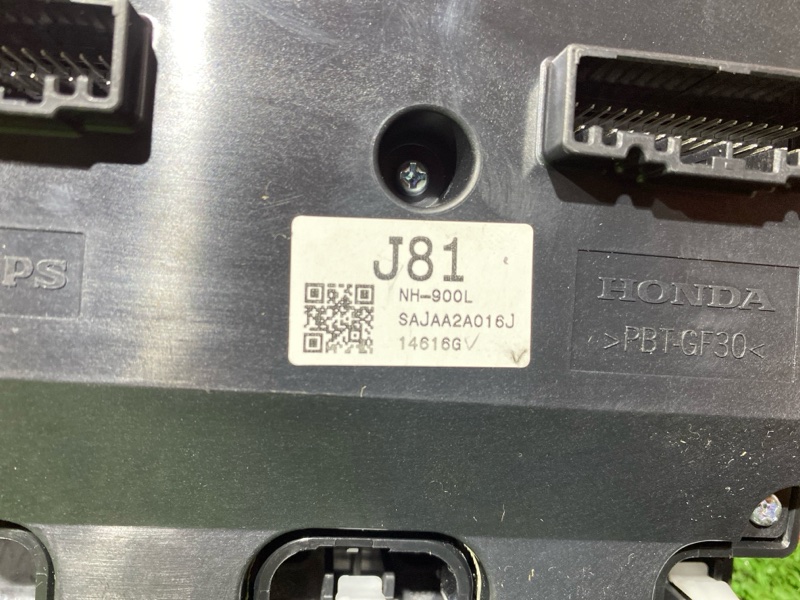 J81
NH-900L
SAJAA2A016J
14616G
PS
HONDA
>PBT-GF30<